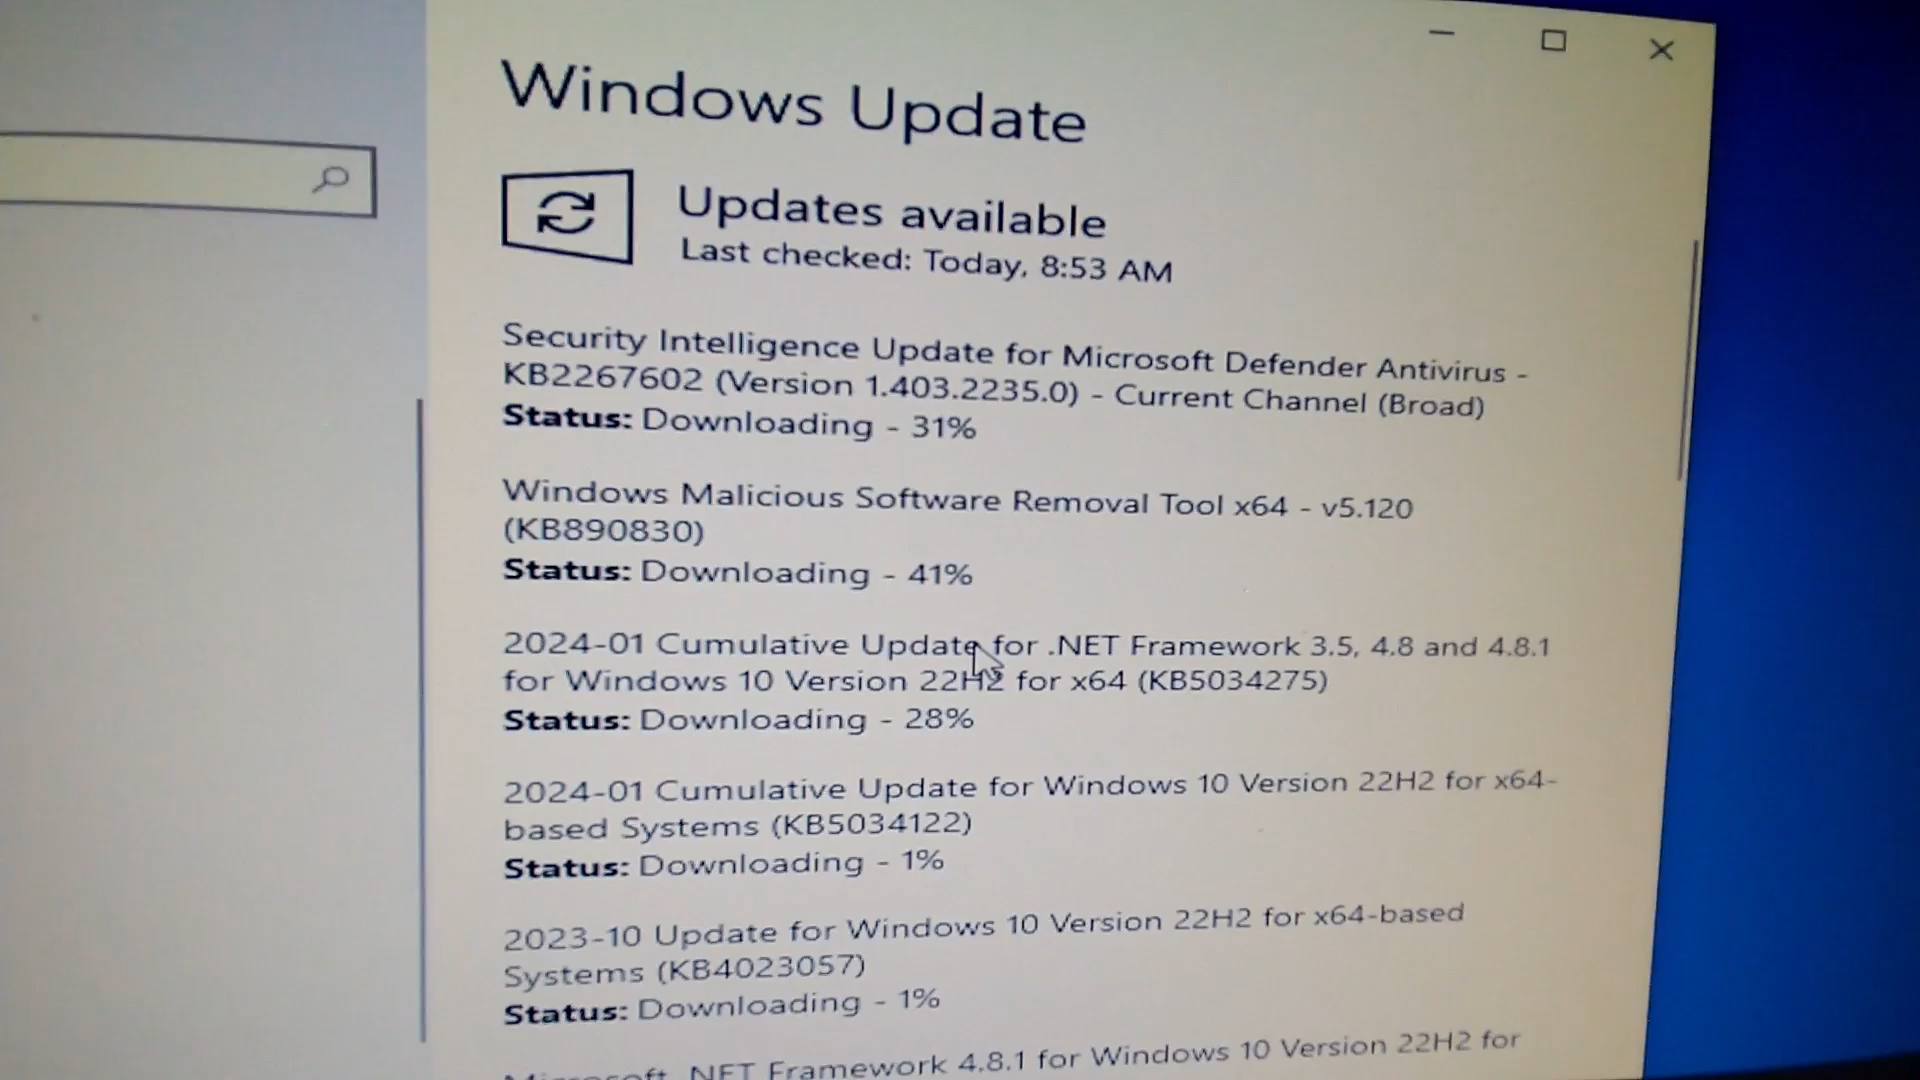 Windows Update
Updates available
Last checked: Today, 8:53 AM
Security Intelligence Update for Microsoft Defender Antivirus -
KB2267602 (Version 1.403.2235.0) - Current Channel (Broad)
Status: Downloading - 31%
Windows Malicious Software Removal Tool x64 - v5.120
(KB890830)
Status: Downloading - 41%
2024-01 Cumulative Update for .NET Framework 3.5, 4.8 and 4.8.1
for Windows 10 Version 22H2 for x64 (KB5034275)
Status: Downloading - 28%
2024-01 Cumulative Update for Windows 10 Version 22H2 for x64-
based Systems (KB5034122)
Status: Downloading - 1%
2023-10 Update for Windows 10 Version 22H2 for x64-based
Systems (KB4023057)
Status: Downloading - 1%
Microsoft .NET Framework 4.8.1 for Windows 10 Version 22H2 for